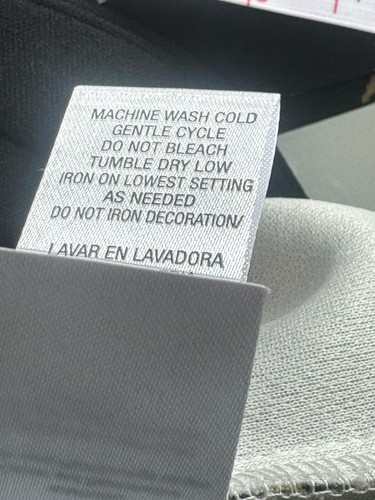 MACHINE WASH COLD
GENTLE CYCLE
DO NOT BLEACH
TUMBLE DRY LOW
IRON ON LOWEST SETTING
AS NEEDED
DO NOT IRON DECORATION/
LAVAR EN LAVADORA